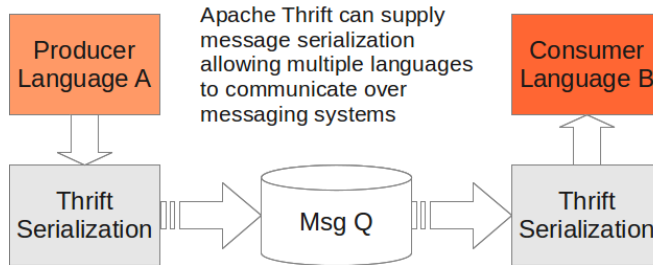 Producer
Language A
Apache Thrift can supply
message serialization
allowing multiple languages
to communicate over
messaging systems
Consumer
Language B
Thrift
Serialization
Msg Q
Thrift
Serialization